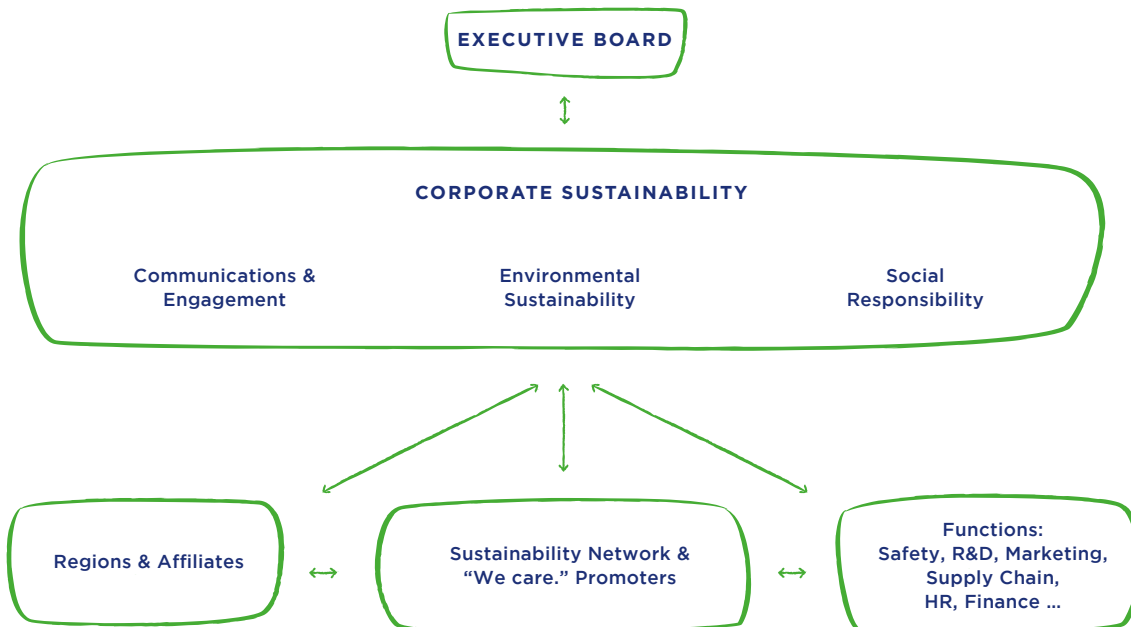 EXECUTIVE BOARD
CORPORATE SUSTAINABILITY
Communications &
Engagement
Environmental
Sustainability
Social
Responsibility
Regions & Affiliates
Sustainability Network &
“We care.” Promoters
Functions:
Safety, R&D, Marketing,
Supply Chain,
HR, Finance ...